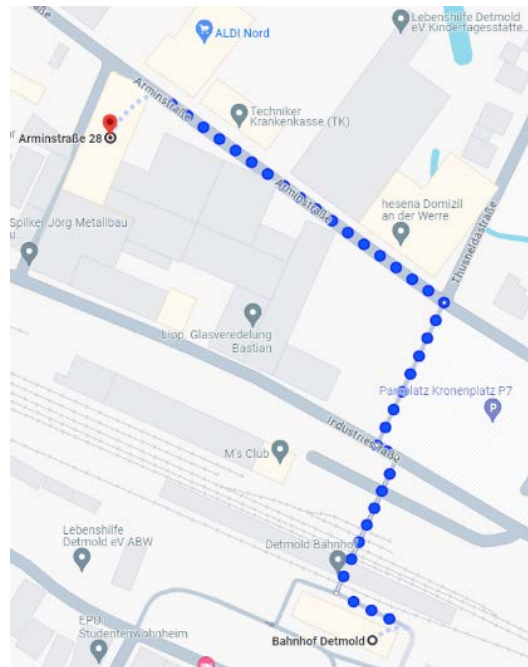 Lebenshilfe Detmold
eV Kindertagesstätte...
ALDI Nord
Arminstraße
Techniker
Krankenkasse (TK)
Arminstraße 28
Arminstraße
hesena Domizil
an der Werre
Thusneldastraße
Spilker Jörg Metallbau
u...
Lipp. Glasveredelung
Bastian
Parkplatz Kronenplatz P7
P
Industriestraße
M's Club
Detmold Bahnhof
Lebenshilfe
Detmold eV ABW
EPU
Studentenwohnheim
Bahnhof Detmold